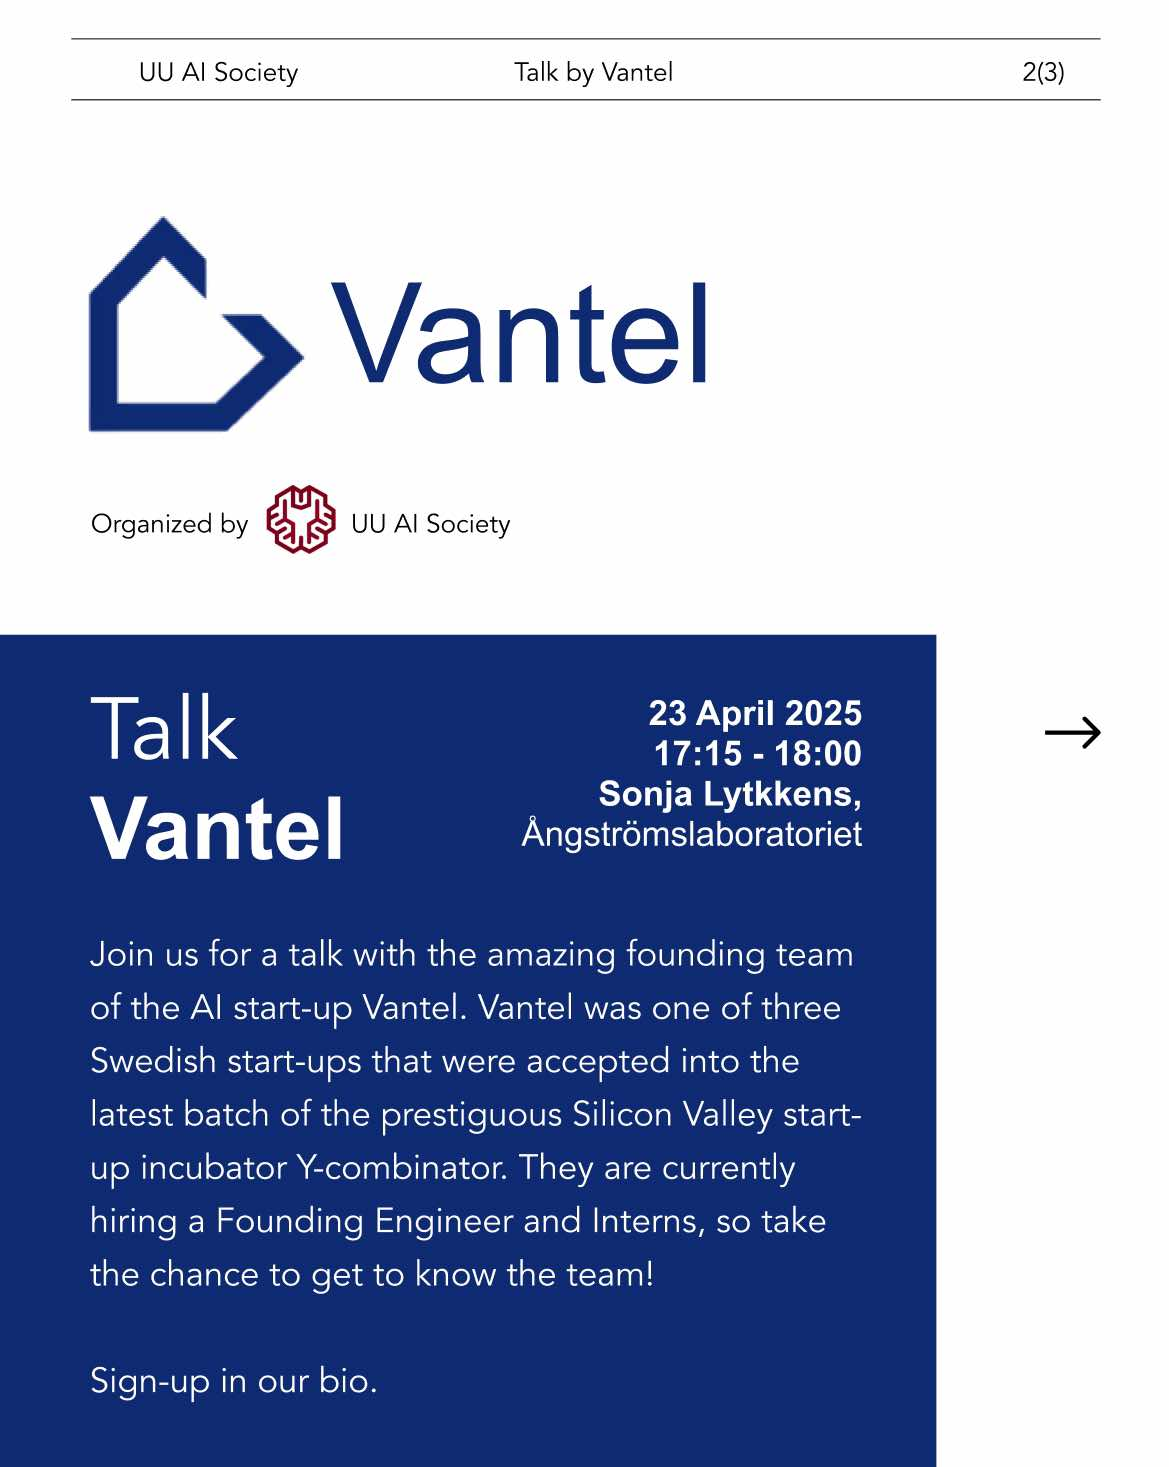 UU AI Society
Talk by Vantel
2(3)
Vantel
Organized by
UU AI Society
Talk
Vantel
23 April 2025
17:15 - 18:00
Sonja Lytkkens,
Ångströmslaboratoriet
Join us for a talk with the amazing founding team
of the AI start-up Vantel. Vantel was one of three
Swedish start-ups that were accepted into the
latest batch of the prestiguous Silicon Valley start-
up incubator Y-combinator. They are currently
hiring a Founding Engineer and Interns, so take
the chance to get to know the team!
Sign-up in our bio.